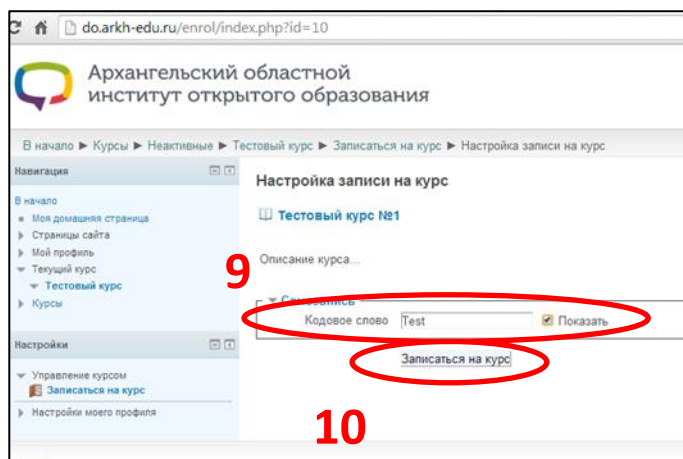 do.arkh-edu.ru/enrol/index.php?id=10
Архангельский областной
институт открытого образования
В начало ► Курсы ► Неактивные ► Тестовый курс ► Записаться на курс ► Настройка записи на курс
Навигация
В начало
Моя домашняя страница
Страницы сайта
Мой профиль
Текущий курс
Тестовый курс
Курсы
Настройки
Управление курсом
Записаться на курс
Настройки моего профиля
Настройка записи на курс
Тестовый курс №1
Описание курса...
9
Самозапись
Кодовое слово Test Показать
Записаться на курс
10